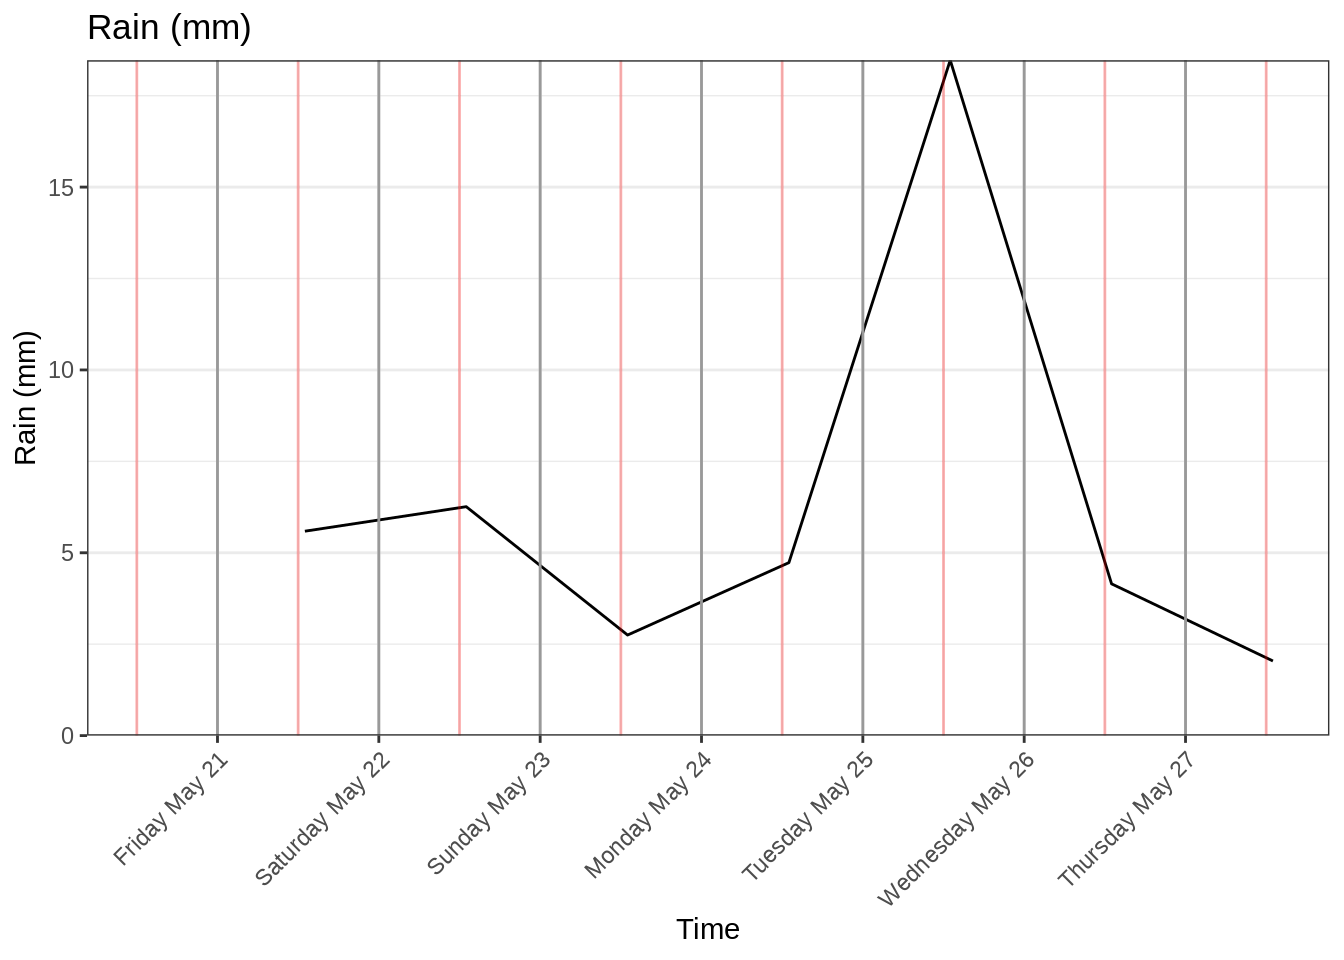 Rain (mm)
Rain (mm)
15
10
5
0
Friday May 21
Saturday May 22
Sunday May 23
Monday May 24
Tuesday May 25
Wednesday May 26
Thursday May 27
Time